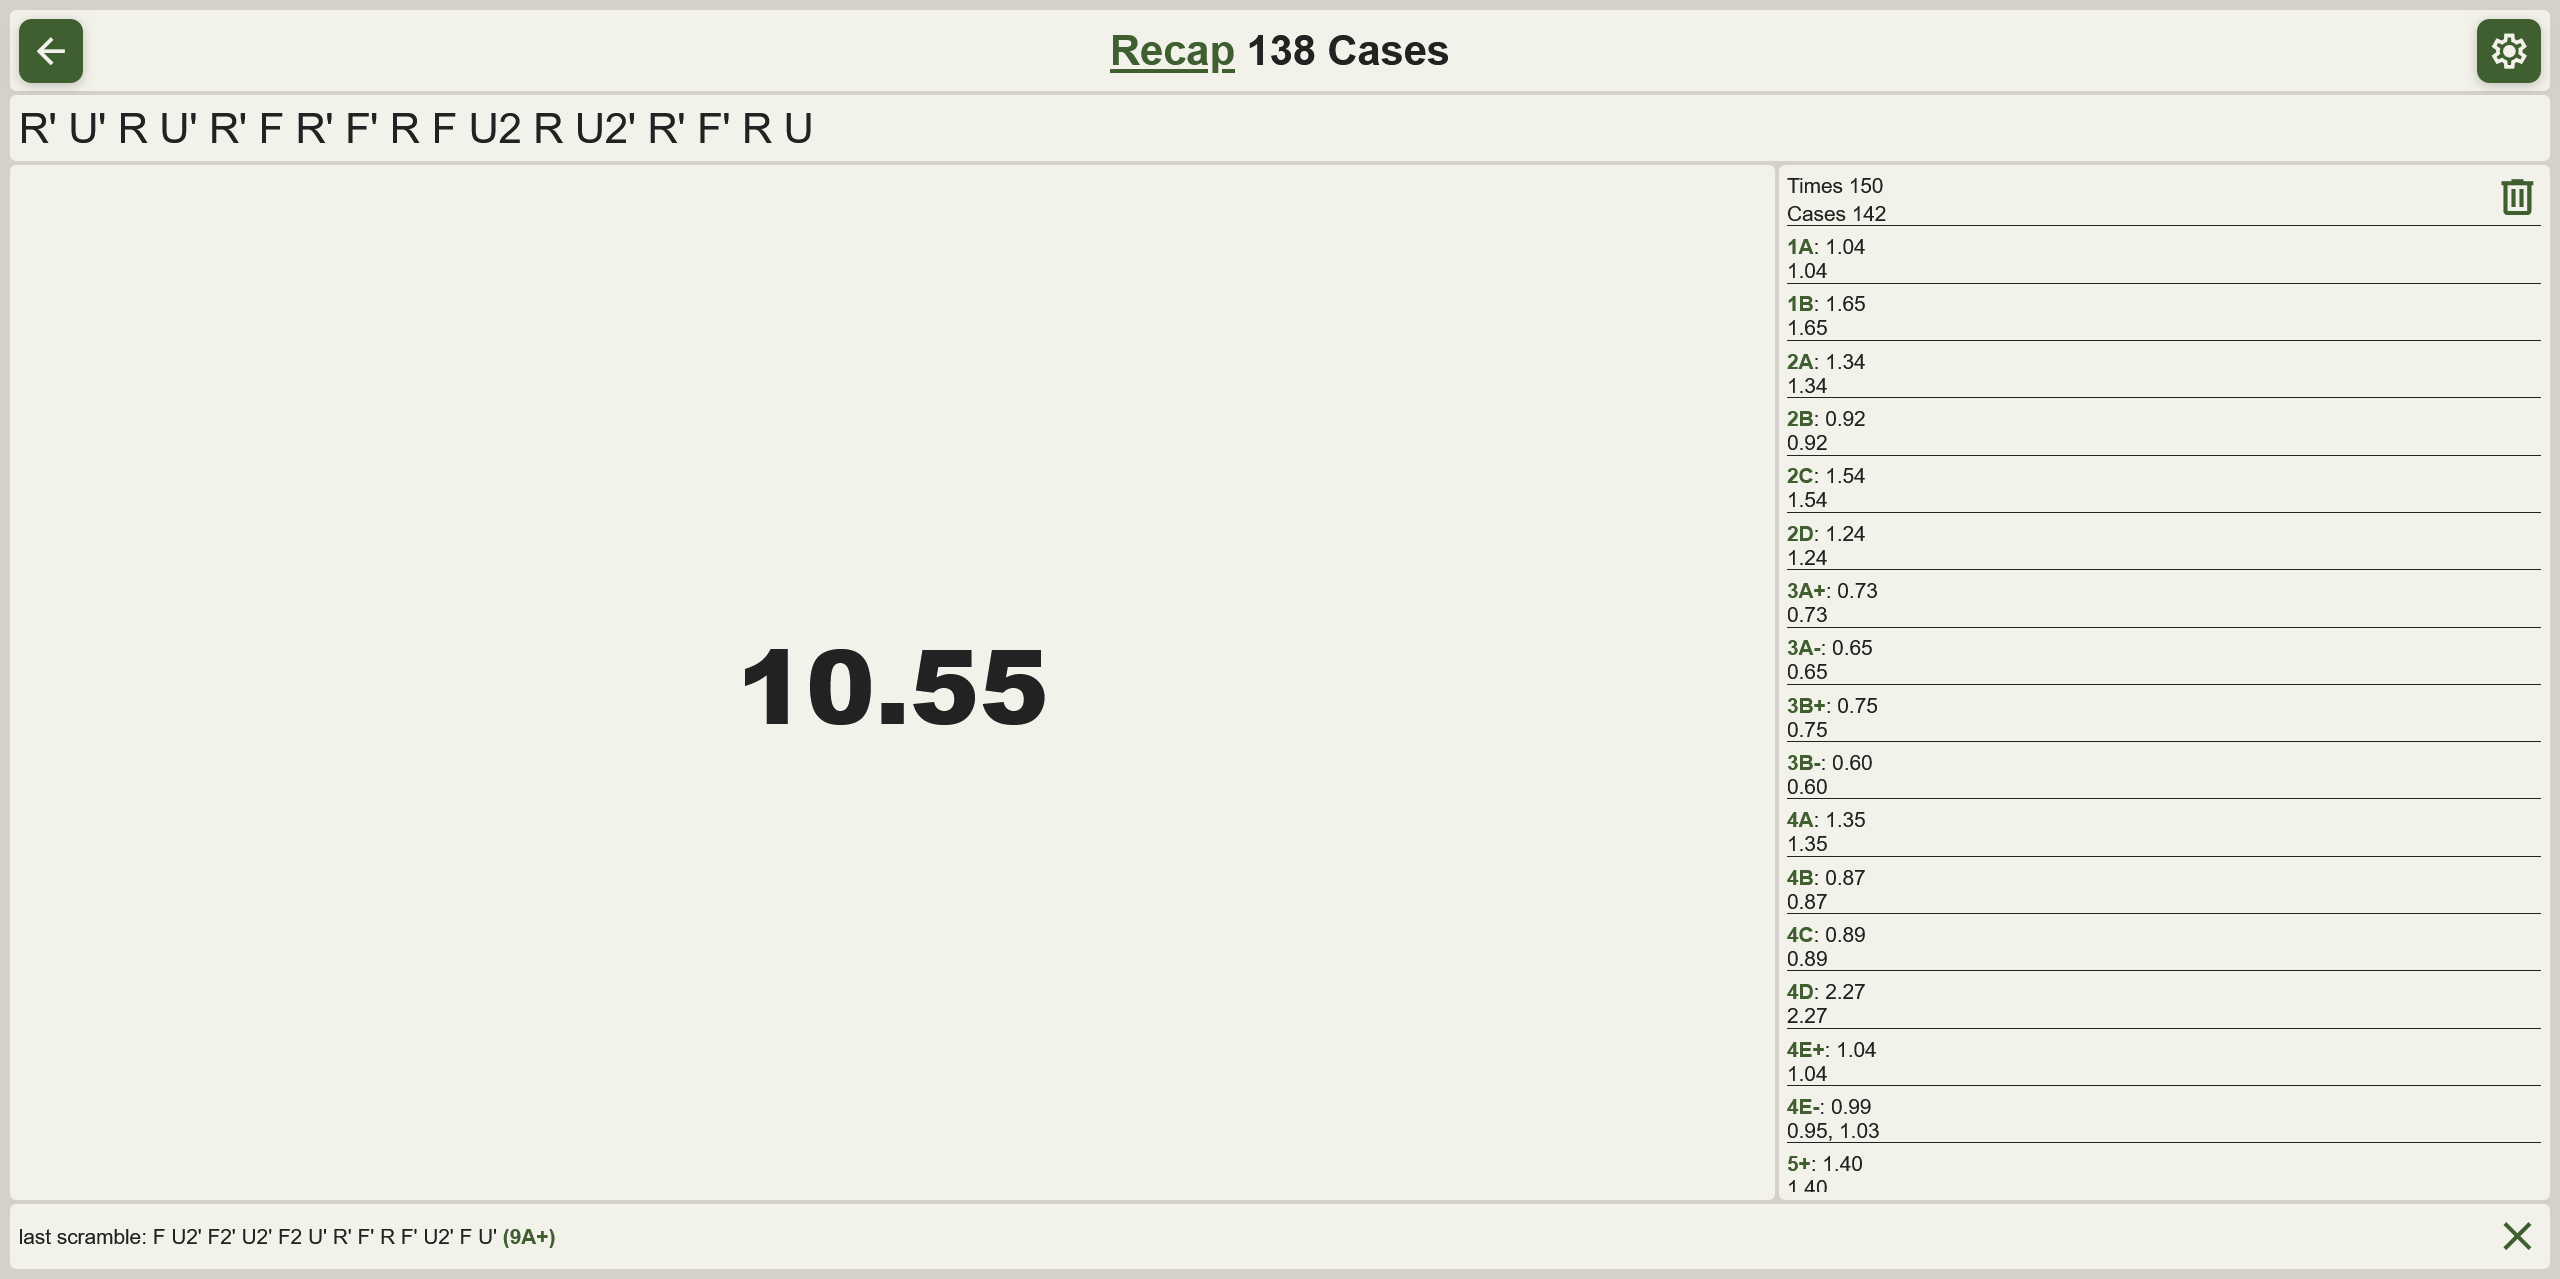 Recap 138 Cases
R' U' R U' R' F R' F' R F U2 R U2' R' F' R U
10.55
Times 150
Cases 142
1A: 1.04
1.04
1B: 1.65
1.65
2A: 1.34
1.34
2B: 0.92
0.92
2C: 1.54
1.54
2D: 1.24
1.24
3A+: 0.73
0.73
3A-: 0.65
0.65
3B+: 0.75
0.75
3B-: 0.60
0.60
4A: 1.35
1.35
4B: 0.87
0.87
4C: 0.89
0.89
4D: 2.27
2.27
4E+: 1.04
1.04
4E-: 0.99
0.95, 1.03
5+: 1.40
1.40
last scramble: F U2' F2' U2' F2 U' R' F' R F' U2' F U' (9A+)